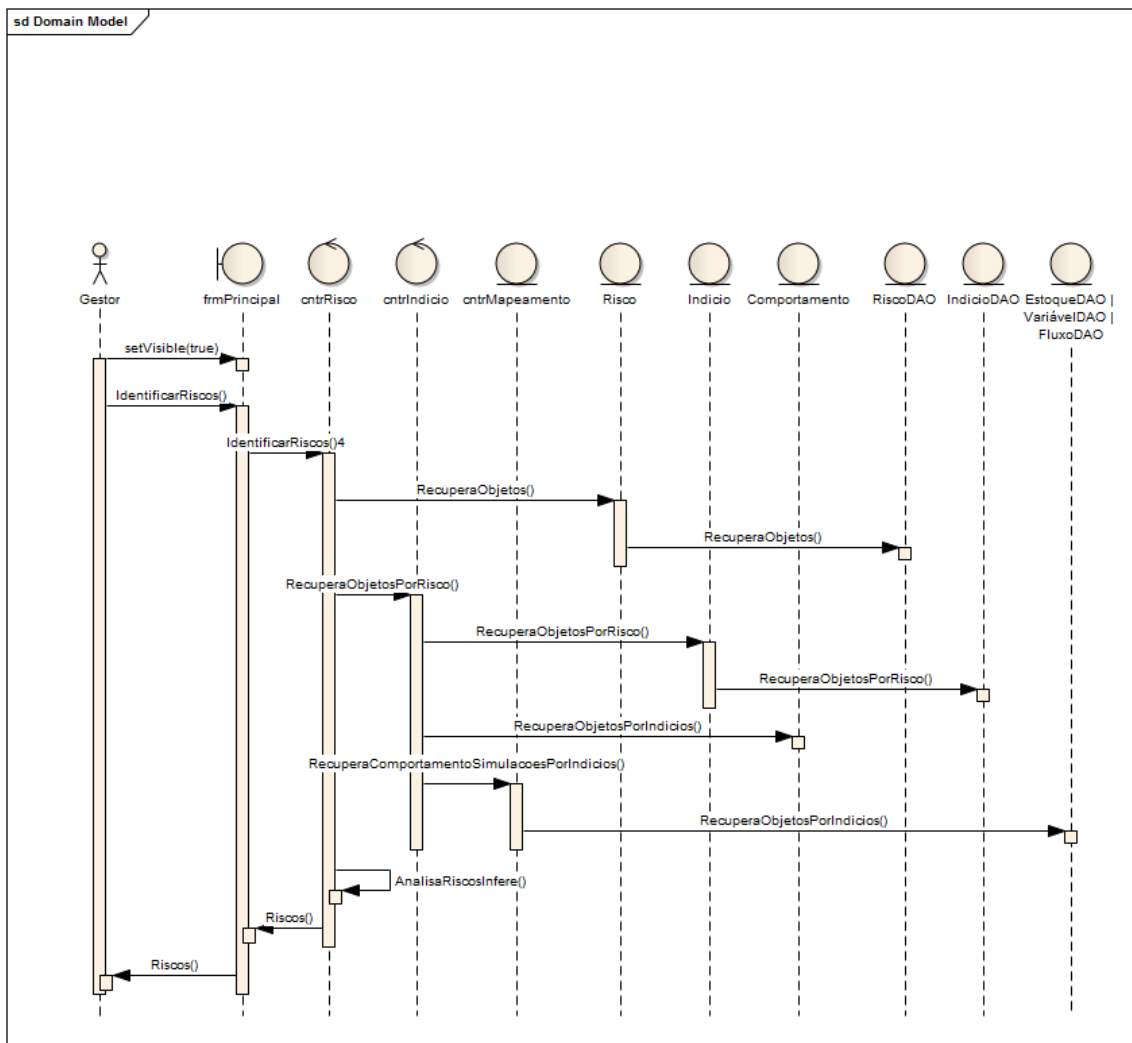 sd Domain Model
Gestor
frmPrincipal
cntrRisco
cntrIndicio
cntrMapeamento
Risco
Indicio
Comportamento
RiscoDAO
IndicioDAO
EstoqueDAO |
VariávelDAO |
FluxoDAO
setVisible(true)
IdentificarRiscos()
IdentificarRiscos()4
RecuperaObjetos()
RecuperaObjetos()
RecuperaObjetosPorRisco()
RecuperaObjetosPorRisco()
RecuperaObjetosPorRisco()
RecuperaObjetosPorIndicios()
RecuperaComportamentoSimulacoesPorIndicios()
RecuperaObjetosPorIndicios()
AnalisaRiscosInfere()
Riscos()
Riscos()